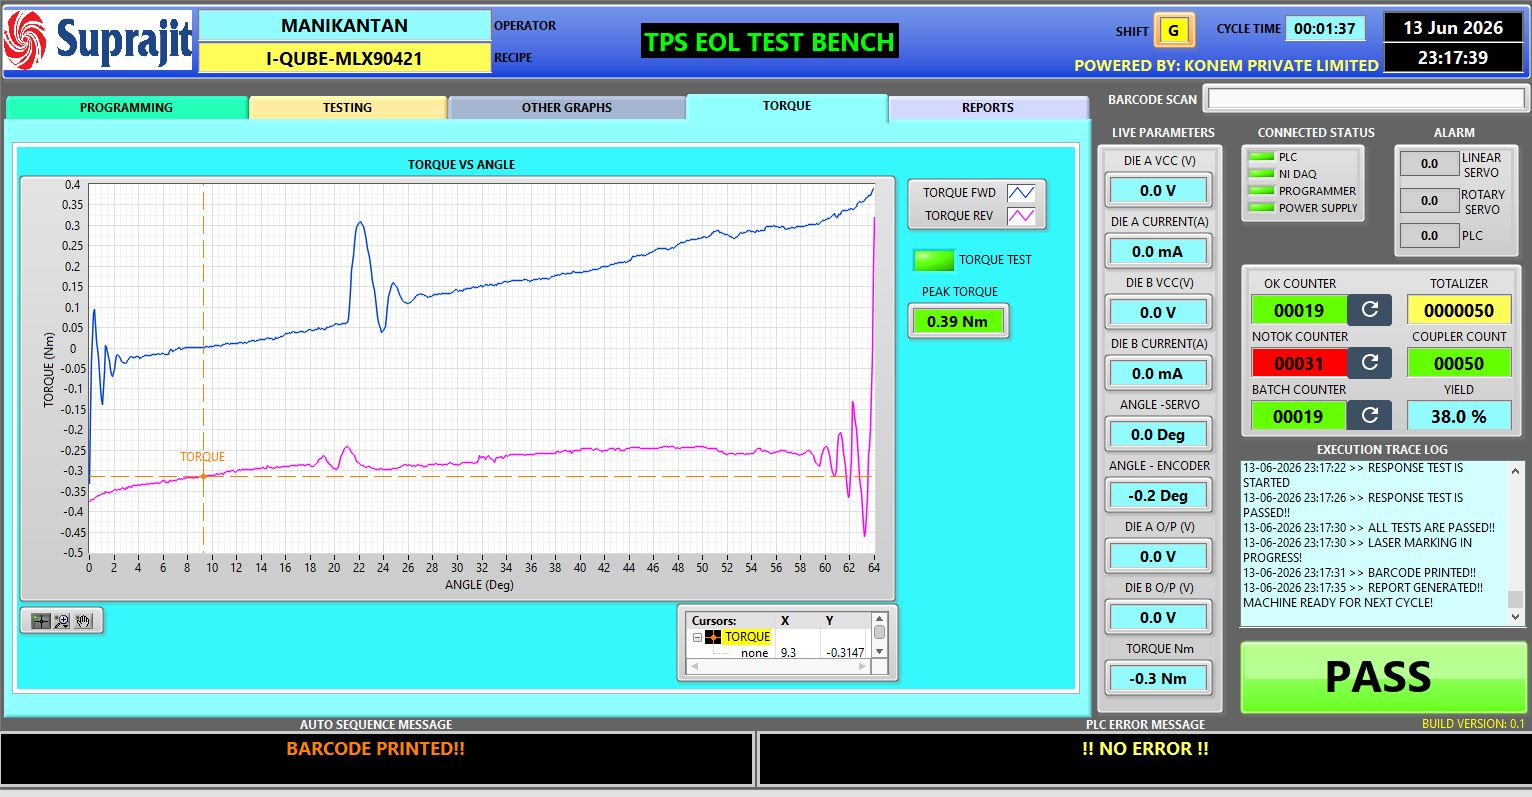 Suprajit
MANIKANTAN
OPERATOR
I-QUBE-MLX90421
RECIPE
TPS EOL TEST BENCH
SHIFT
G
CYCLE TIME
00:01:37
13 Jun 2026
23:17:39
POWERED BY: KONEM PRIVATE LIMITED
PROGRAMMING
TESTING
OTHER GRAPHS
TORQUE
REPORTS
BARCODE SCAN
TORQUE VS ANGLE
TORQUE (Nm)
0.4
0.35
0.3
0.25
0.2
0.15
0.1
0.05
0
-0.05
-0.1
-0.15
-0.2
-0.25
-0.3
-0.35
-0.4
-0.45
-0.5
TORQUE
0 2 4 6 8 10 12 14 16 18 20 22 24 26 28 30 32 34 36 38 40 42 44 46 48 50 52 54 56 58 60 62 64
ANGLE (Deg)
TORQUE FWD
TORQUE REV
TORQUE TEST
PEAK TORQUE
0.39 Nm
Cursors: X Y
TORQUE
none 9.3 -0.3147
LIVE PARAMETERS
DIE A VCC (V)
0.0 V
DIE A CURRENT(A)
0.0 mA
DIE B VCC(V)
0.0 V
DIE B CURRENT(A)
0.0 mA
ANGLE -SERVO
0.0 Deg
ANGLE - ENCODER
-0.2 Deg
DIE A O/P (V)
0.0 V
DIE B O/P (V)
0.0 V
TORQUE Nm
-0.3 Nm
CONNECTED STATUS
PLC
NI DAQ
PROGRAMMER
POWER SUPPLY
ALARM
0.0 LINEAR SERVO
0.0 ROTARY SERVO
0.0 PLC
OK COUNTER
00019
TOTALIZER
0000050
NOTOK COUNTER
00031
COUPLER COUNT
00050
BATCH COUNTER
00019
YIELD
38.0 %
EXECUTION TRACE LOG
13-06-2026 23:17:22 >> RESPONSE TEST IS
STARTED
13-06-2026 23:17:26 >> RESPONSE TEST IS
PASSED!!
13-06-2026 23:17:30 >> ALL TESTS ARE PASSED!!
13-06-2026 23:17:30 >> LASER MARKING IN
PROGRESS!
13-06-2026 23:17:31 >> BARCODE PRINTED!!
13-06-2026 23:17:35 >> REPORT GENERATED!!
MACHINE READY FOR NEXT CYCLE!
PASS
BUILD VERSION: 0.1
AUTO SEQUENCE MESSAGE
BARCODE PRINTED!!
PLC ERROR MESSAGE
!! NO ERROR !!